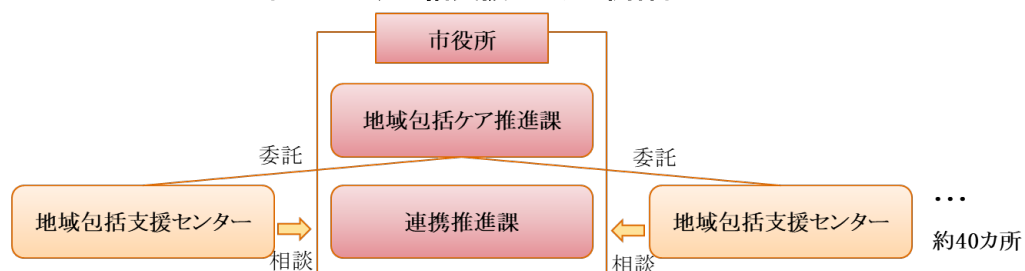 市役所
地域包括ケア推進課
委託
委託
地域包括支援センター
連携推進課
地域包括支援センター
・・・
約40カ所
相談
相談